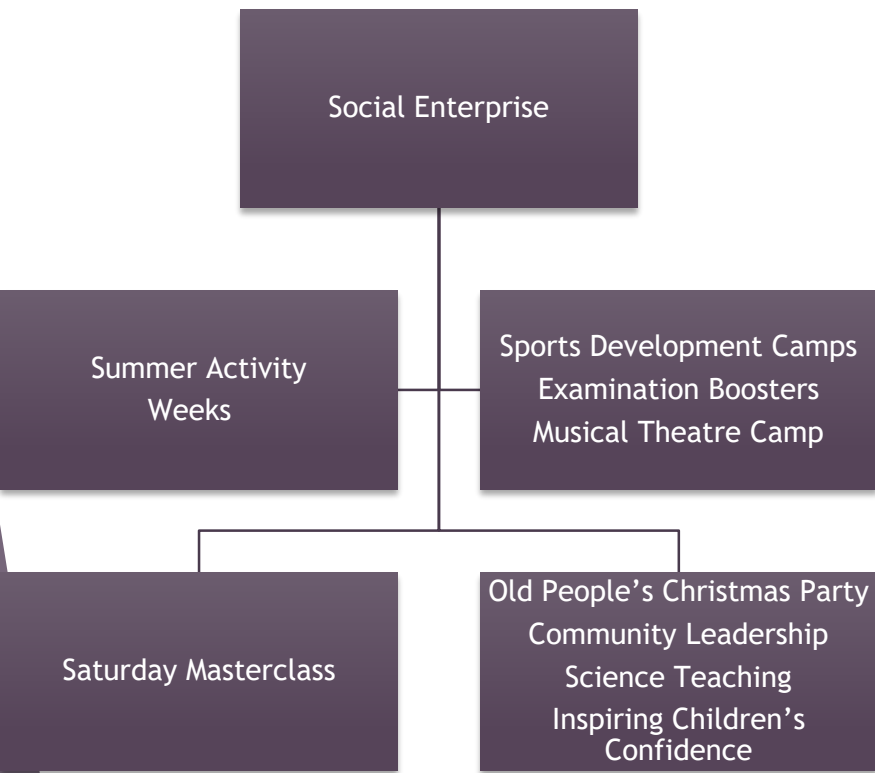 Social Enterprise
Summer Activity
Weeks
Sports Development Camps
Examination Boosters
Musical Theatre Camp
Saturday Masterclass
Old People’s Christmas Party
Community Leadership
Science Teaching
Inspiring Children’s
Confidence